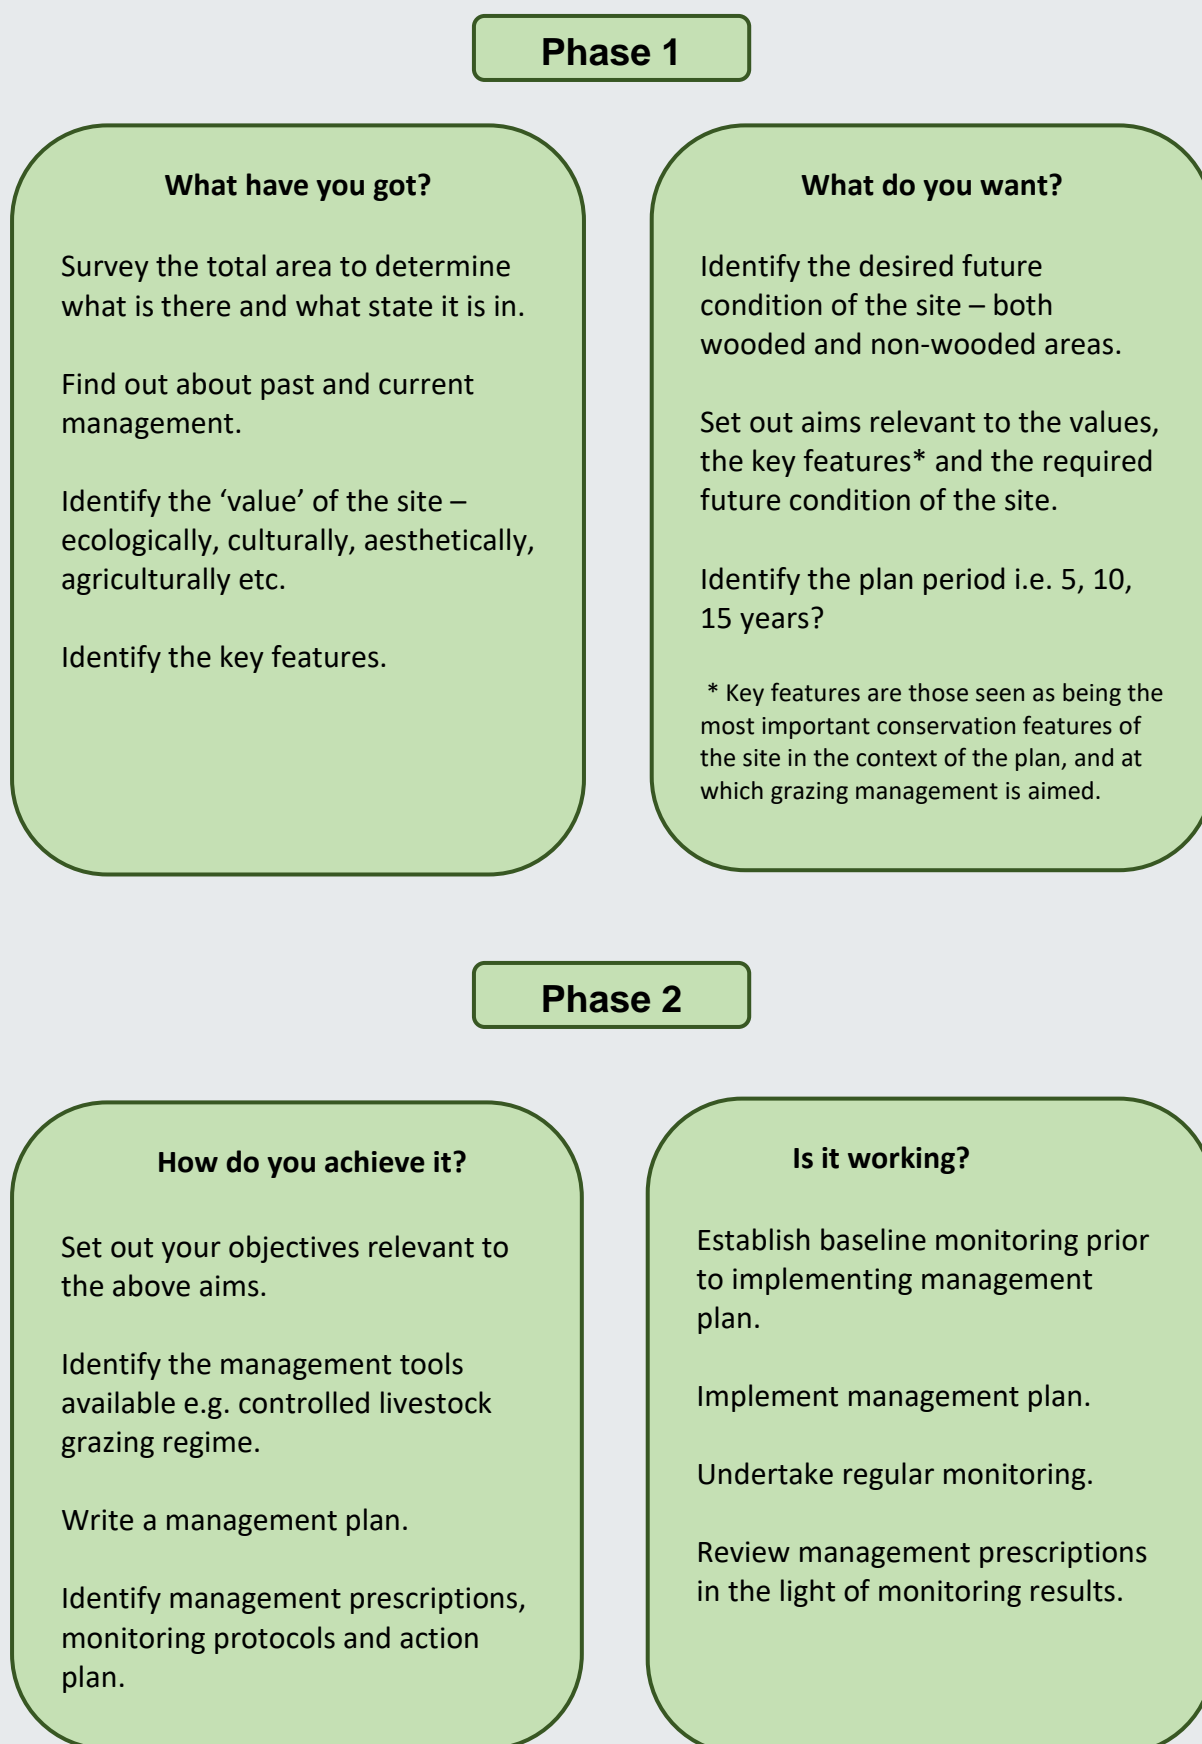 Phase 1
What have you got?
Survey the total area to determine
what is there and what state it is in.
Find out about past and current
management.
Identify the ‘value’ of the site –
ecologically, culturally, aesthetically,
agriculturally etc.
Identify the key features.
What do you want?
Identify the desired future
condition of the site – both
wooded and non-wooded areas.
Set out aims relevant to the values,
the key features* and the required
future condition of the site.
Identify the plan period i.e. 5, 10,
15 years?
* Key features are those seen as being the
most important conservation features of
the site in the context of the plan, and at
which grazing management is aimed.
Phase 2
How do you achieve it?
Set out your objectives relevant to
the above aims.
Identify the management tools
available e.g. controlled livestock
grazing regime.
Write a management plan.
Identify management prescriptions,
monitoring protocols and action
plan.
Is it working?
Establish baseline monitoring prior
to implementing management
plan.
Implement management plan.
Undertake regular monitoring.
Review management prescriptions
in the light of monitoring results.